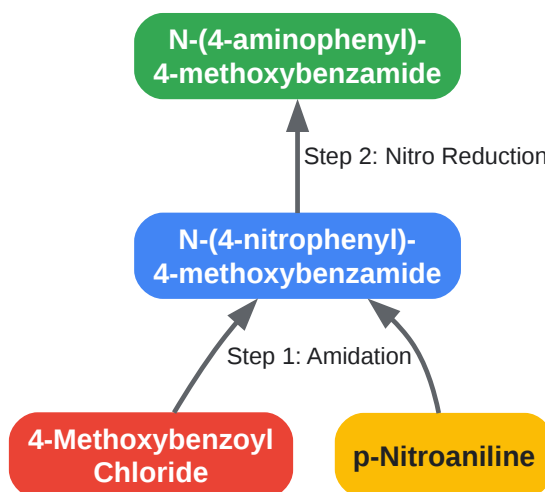 N-(4-aminophenyl)-
4-methoxybenzamide
Step 2: Nitro Reduction
N-(4-nitrophenyl)-
4-methoxybenzamide
Step 1: Amidation
4-Methoxybenzoyl
Chloride
p-Nitroaniline